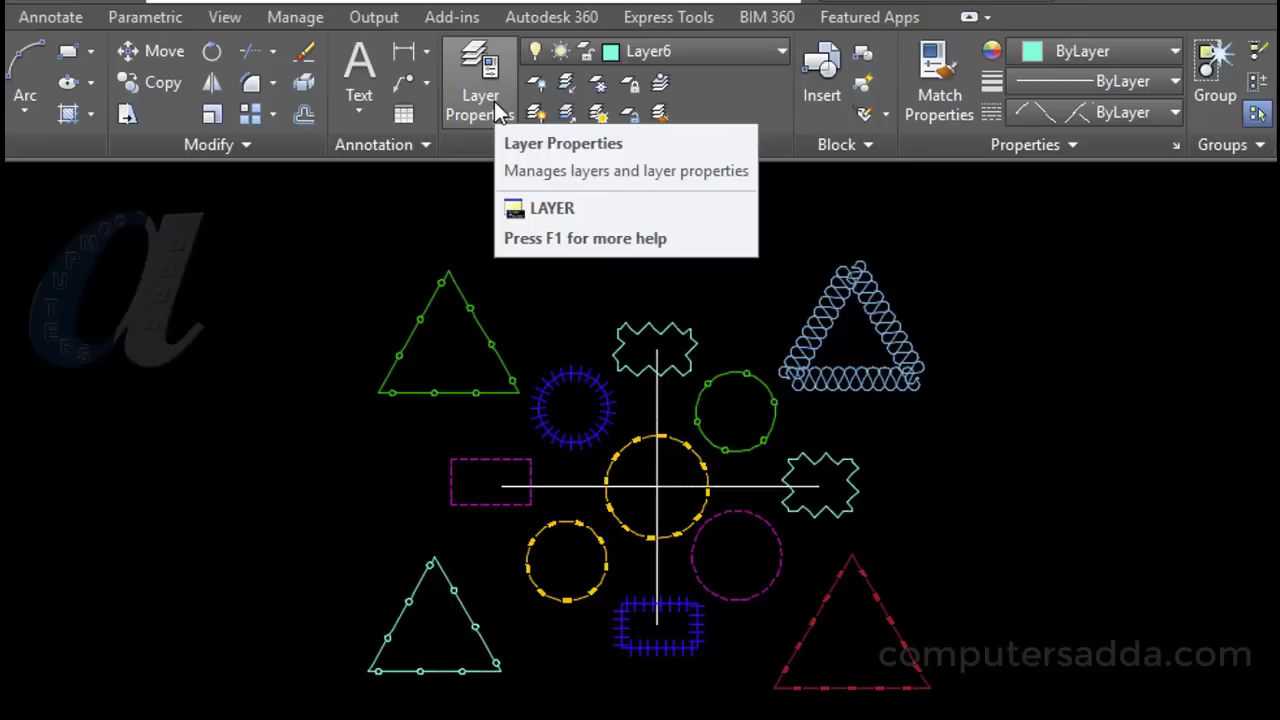 Annotate Parametric View Manage Output Add-ins Autodesk 360 Express Tools BIM 360 Featured Apps
Move
Copy
Arc
Modify
Text
Annotation
Layer
Properties
Layer6
Insert
Block
Match
Properties
ByLayer
ByLayer
ByLayer
Properties
Group
Groups
Layer Properties
Manages layers and layer properties
LAYER
Press F1 for more help
computersadda.com